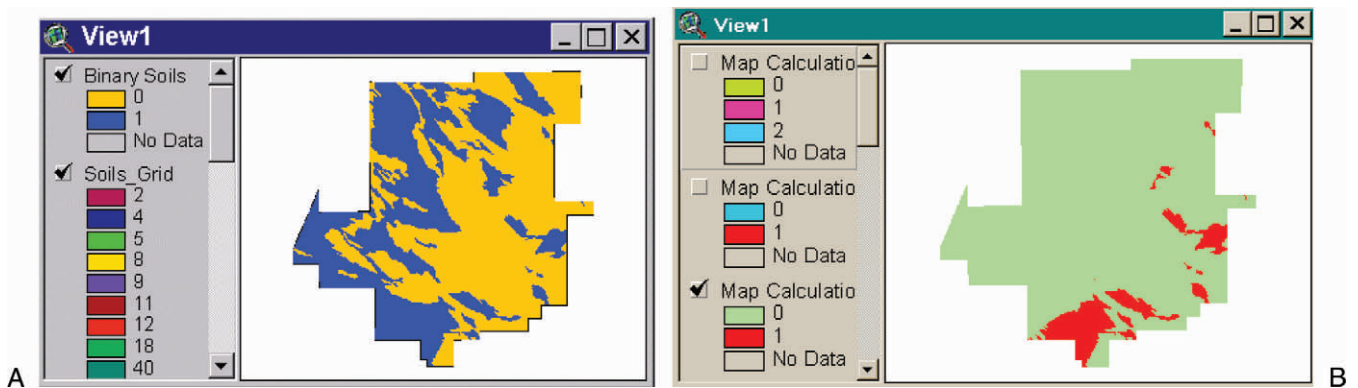 View1
Binary Soils
0
1
No Data
Soils_Grid
2
4
5
8
9
11
12
18
40
A
View1
Map Calculatio
0
1
2
No Data
Map Calculatio
0
1
No Data
Map Calculatio
0
1
No Data
B